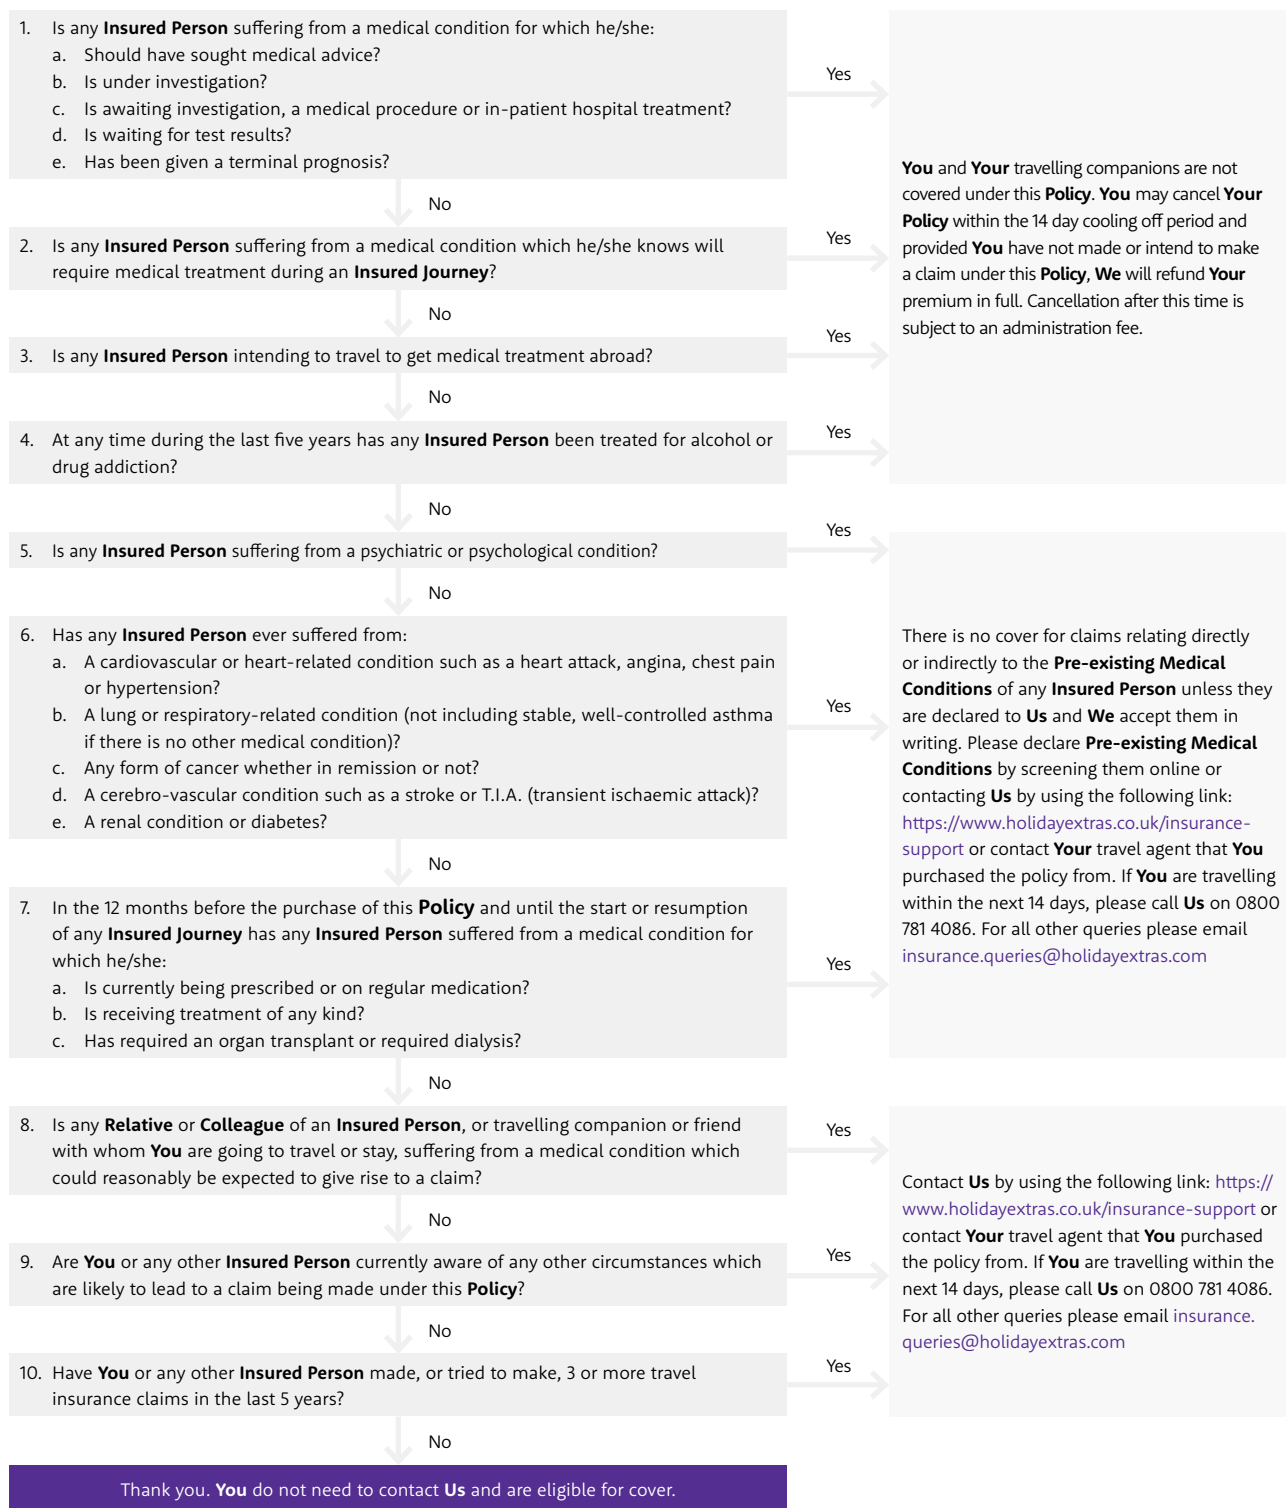 1. Is any Insured Person suffering from a medical condition for which he/she:
a. Should have sought medical advice?
b. Is under investigation?
c. Is awaiting investigation, a medical procedure or in-patient hospital treatment?
d. Is waiting for test results?
e. Has been given a terminal prognosis?
Yes
No
2. Is any Insured Person suffering from a medical condition which he/she knows will
require medical treatment during an Insured Journey?
Yes
No
3. Is any Insured Person intending to travel to get medical treatment abroad?
Yes
No
4. At any time during the last five years has any Insured Person been treated for alcohol or
drug addiction?
Yes
You and Your travelling companions are not
covered under this Policy. You may cancel Your
Policy within the 14 day cooling off period and
provided You have not made or intend to make
a claim under this Policy, We will refund Your
premium in full. Cancellation after this time is
subject to an administration fee.
No
5. Is any Insured Person suffering from a psychiatric or psychological condition?
Yes
No
6. Has any Insured Person ever suffered from:
a. A cardiovascular or heart-related condition such as a heart attack, angina, chest pain
or hypertension?
b. A lung or respiratory-related condition (not including stable, well-controlled asthma
if there is no other medical condition)?
c. Any form of cancer whether in remission or not?
d. A cerebro-vascular condition such as a stroke or T.I.A. (transient ischaemic attack)?
e. A renal condition or diabetes?
Yes
No
7. In the 12 months before the purchase of this Policy and until the start or resumption
of any Insured Journey has any Insured Person suffered from a medical condition for
which he/she:
a. Is currently being prescribed or on regular medication?
b. Is receiving treatment of any kind?
c. Has required an organ transplant or required dialysis?
Yes
There is no cover for claims relating directly
or indirectly to the Pre-existing Medical
Conditions of any Insured Person unless they
are declared to Us and We accept them in
writing. Please declare Pre-existing Medical
Conditions by screening them online or
contacting Us by using the following link:
https://www.holidayextras.co.uk/insurance-
support or contact Your travel agent that You
purchased the policy from. If You are travelling
within the next 14 days, please call Us on 0800
781 4086. For all other queries please email
insurance.queries@holidayextras.com
No
8. Is any Relative or Colleague of an Insured Person, or travelling companion or friend
with whom You are going to travel or stay, suffering from a medical condition which
could reasonably be expected to give rise to a claim?
Yes
No
9. Are You or any other Insured Person currently aware of any other circumstances which
are likely to lead to a claim being made under this Policy?
Yes
No
10. Have You or any other Insured Person made, or tried to make, 3 or more travel
insurance claims in the last 5 years?
Yes
Contact Us by using the following link: https://
www.holidayextras.co.uk/insurance-support or
contact Your travel agent that You purchased
the policy from. If You are travelling within the
next 14 days, please call Us on 0800 781 4086.
For all other queries please email insurance.
queries@holidayextras.com
No
Thank you. You do not need to contact Us and are eligible for cover.